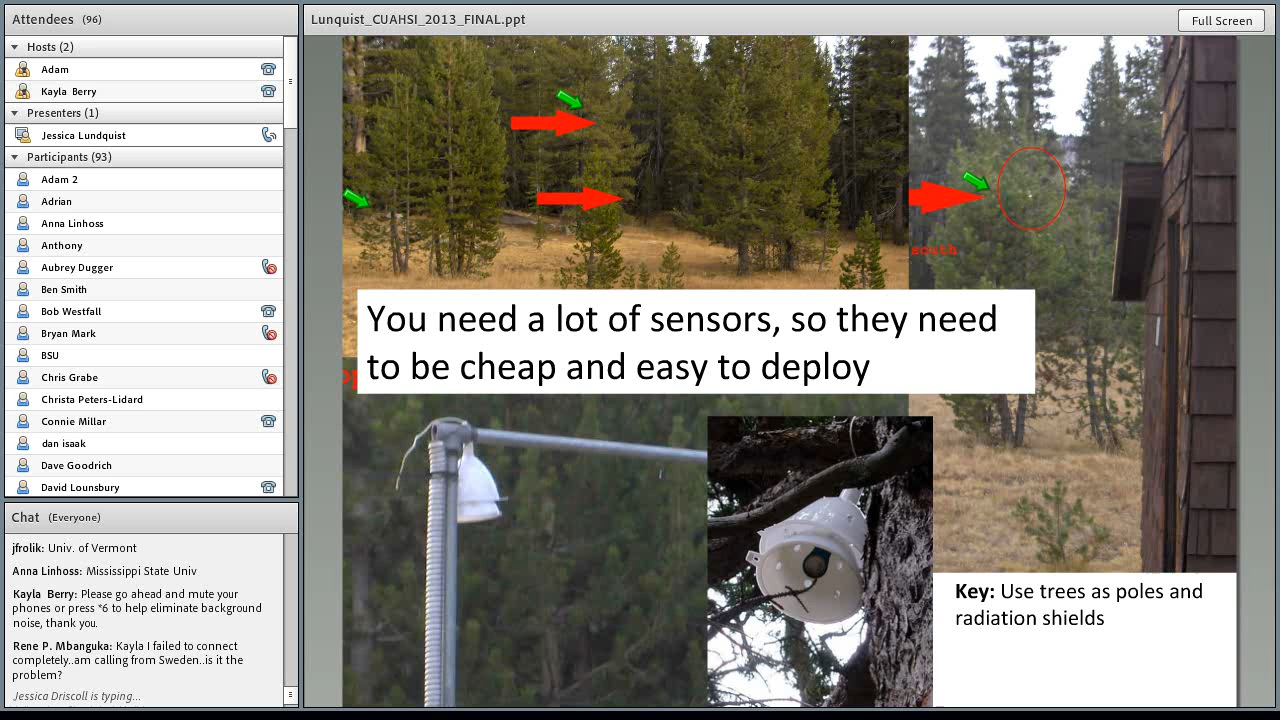 Attendees (96)
Hosts (2)
Adam
Kayla Berry
Presenters (1)
Jessica Lundquist
Participants (93)
Adam 2
Adrian
Anna Linhoss
Anthony
Aubrey Dugger
Ben Smith
Bob Westfall
Bryan Mark
BSU
Chris Grabe
Christa Peters-Lidard
Connie Millar
dan isaak
Dave Goodrich
David Lounsbury
Chat (Everyone)
jfrolik: Univ. of Vermont
Anna Linhoss: Mississippi State Univ
Kayla Berry: Please go ahead and mute your
phones or press *6 to help eliminate background
noise, thank you.
Rene P. Mbanguka: Kayla I failed to connect
completely..am calling from Sweden..is it the
problem?
Jessica Driscoll is typing...
Lunquist_CUAHSI_2013_FINAL.ppt
Full Screen
south
You need a lot of sensors, so they need
to be cheap and easy to deploy
Key: Use trees as poles and
radiation shields